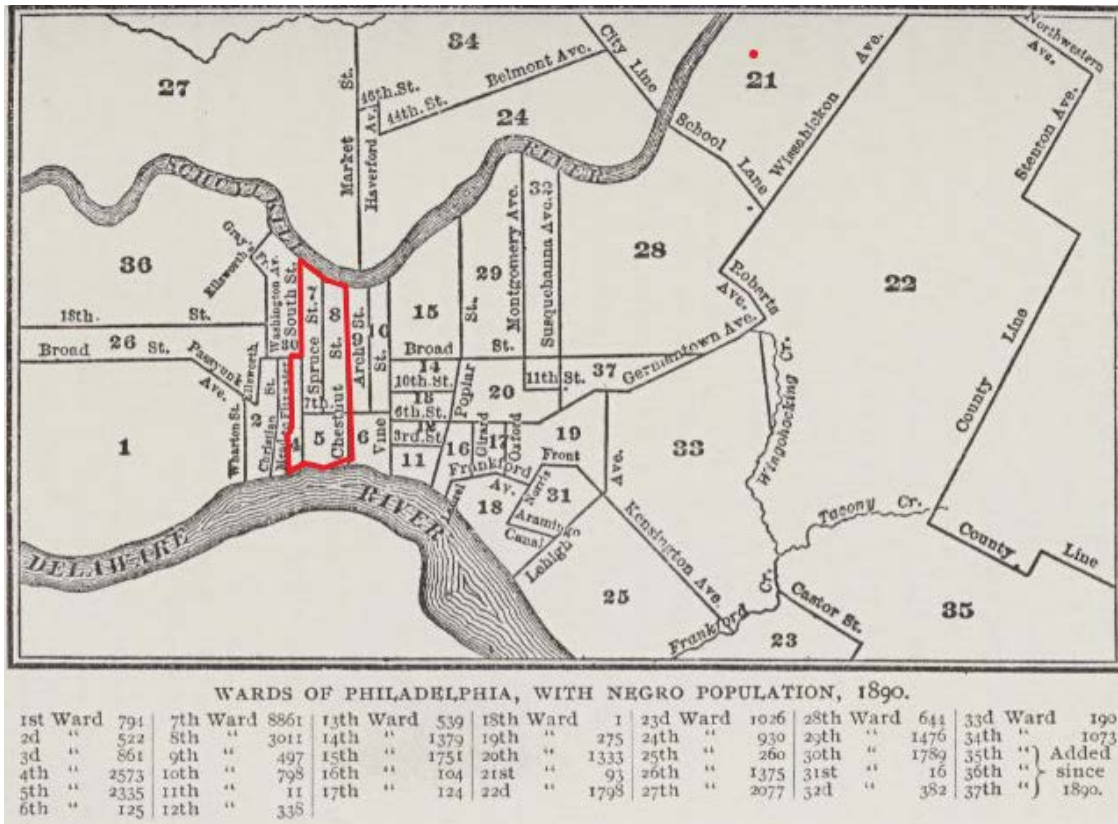 34
27
21
City Line
Wissahickon Ave.
Northwestern Ave.
Market St.
46th. St.
44th. St.
Belmont Ave.
Haverford Av.
24
School Lane
Stenton Ave.
SCHUYLKILL RIVER
32
Montgomery Ave.
Susquehanna Ave.
28
29
22
36
Gray's Fr.
Ellsworth
Washington Av.
South St.
Spruce St.
7
8
Chestnut St.
Arch St.
9
10
15
Roberts Ave.
County Line
18th. St.
26
Broad St.
30
Passyunk Ave.
Ellsworth St.
Broad St.
14
10th. St.
13
6th. St.
12
3rd. St.
11
Poplar St.
20
11th St.
37
Germantown Ave.
Wingohocking Cr.
1
Wharton St.
2
Christian St.
7th.
4
5
6
Vine St.
16
Girard
17
Oxford
19
Front
33
Frankford Av.
18
Norris
31
Aramingo Canal
Lehigh Ave.
Kensington Ave.
Tacony Cr.
County Line
DELAWARE RIVER
25
Frankford Cr.
Castor St.
23
35
WARDS OF PHILADELPHIA, WITH NEGRO POPULATION, 1890.
1st Ward 794 | 7th Ward 8861 | 13th Ward 539 | 18th Ward 1 | 23d Ward 1026 | 28th Ward 644 | 33d Ward 190
2d “ 522 | 8th “ 3011 | 14th “ 1379 | 19th “ 275 | 24th “ 930 | 29th “ 1476 | 34th “ 1073
3d “ 861 | 9th “ 497 | 15th “ 1751 | 20th “ 1333 | 25th “ 260 | 30th “ 1789 | 35th “ } Added
4th “ 2573 | 10th “ 798 | 16th “ 104 | 21st “ 93 | 26th “ 1375 | 31st “ 16 | 36th “ } since
5th “ 2335 | 11th “ 11 | 17th “ 124 | 22d “ 1798 | 27th “ 2077 | 32d “ 382 | 37th “ } 1890.
6th “ 125 | 12th “ 338